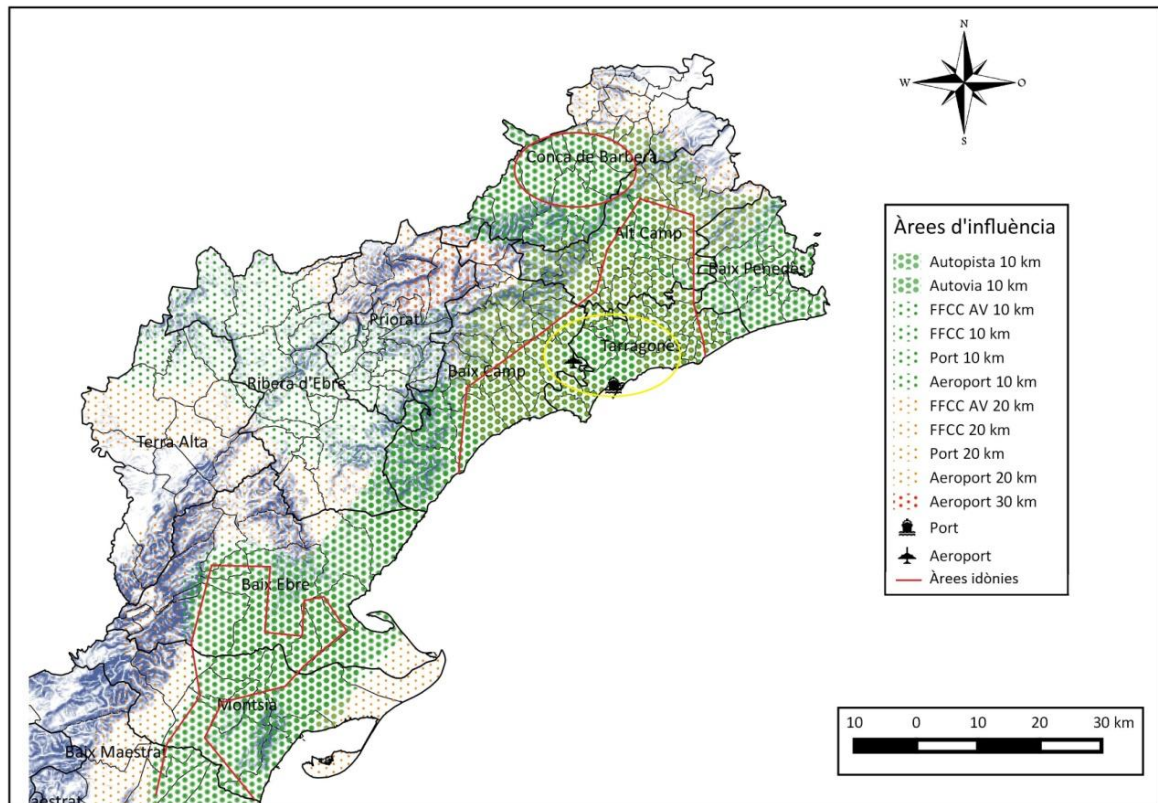 N
W
O
S
Conca de Barberà
Alt Camp
Baix Penedès
Priorat
Tarragonè
Baix Camp
Ribera d'Ebre
Terra Alta
Baix Ebre
Montsià
Baix Maestrat
aestrat
Àrees d'influència
Autopista 10 km
Autovia 10 km
FFCC AV 10 km
FFCC 10 km
Port 10 km
Aeroport 10 km
FFCC AV 20 km
FFCC 20 km
Port 20 km
Aeroport 20 km
Aeroport 30 km
Port
Aeroport
Àrees idònies
10 0 10 20 30 km